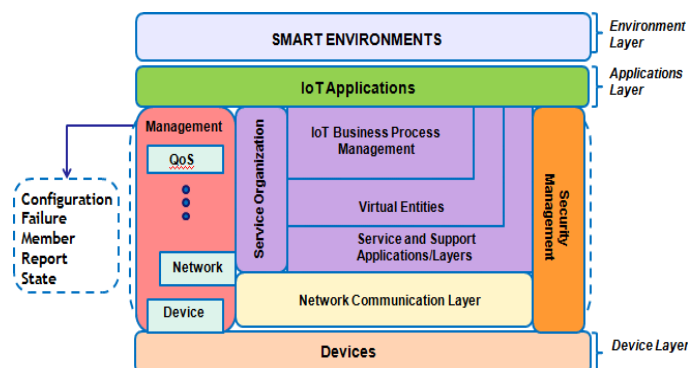 SMART ENVIRONMENTS
Environment
Layer
IoT Applications
Applications
Layer
Management
QoS
Network
Device
Configuration
Failure
Member
Report
State
Service Organization
IoT Business Process
Management
Virtual Entities
Service and Support
Applications/Layers
Network Communication Layer
Security
Management
Devices
Device Layer